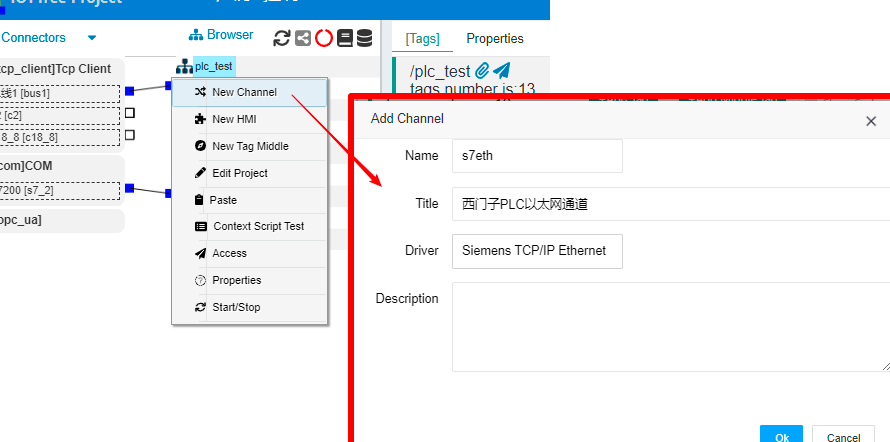 Connectors
Browser
[Tags]
Properties
tcp_client]Tcp Client
线1 [bus1]
[c2]
18_8 [c18_8]
com]COM
7200 [s7_2]
opc_ua]
plc_test
New Channel
New HMI
New Tag Middle
Edit Project
Paste
Context Script Test
Access
Properties
Start/Stop
/plc_test
tags number is:13
Add Channel
Name
s7eth
Title
西门子PLC以太网通道
Driver
Siemens TCP/IP Ethernet
Description
Ok
Cancel